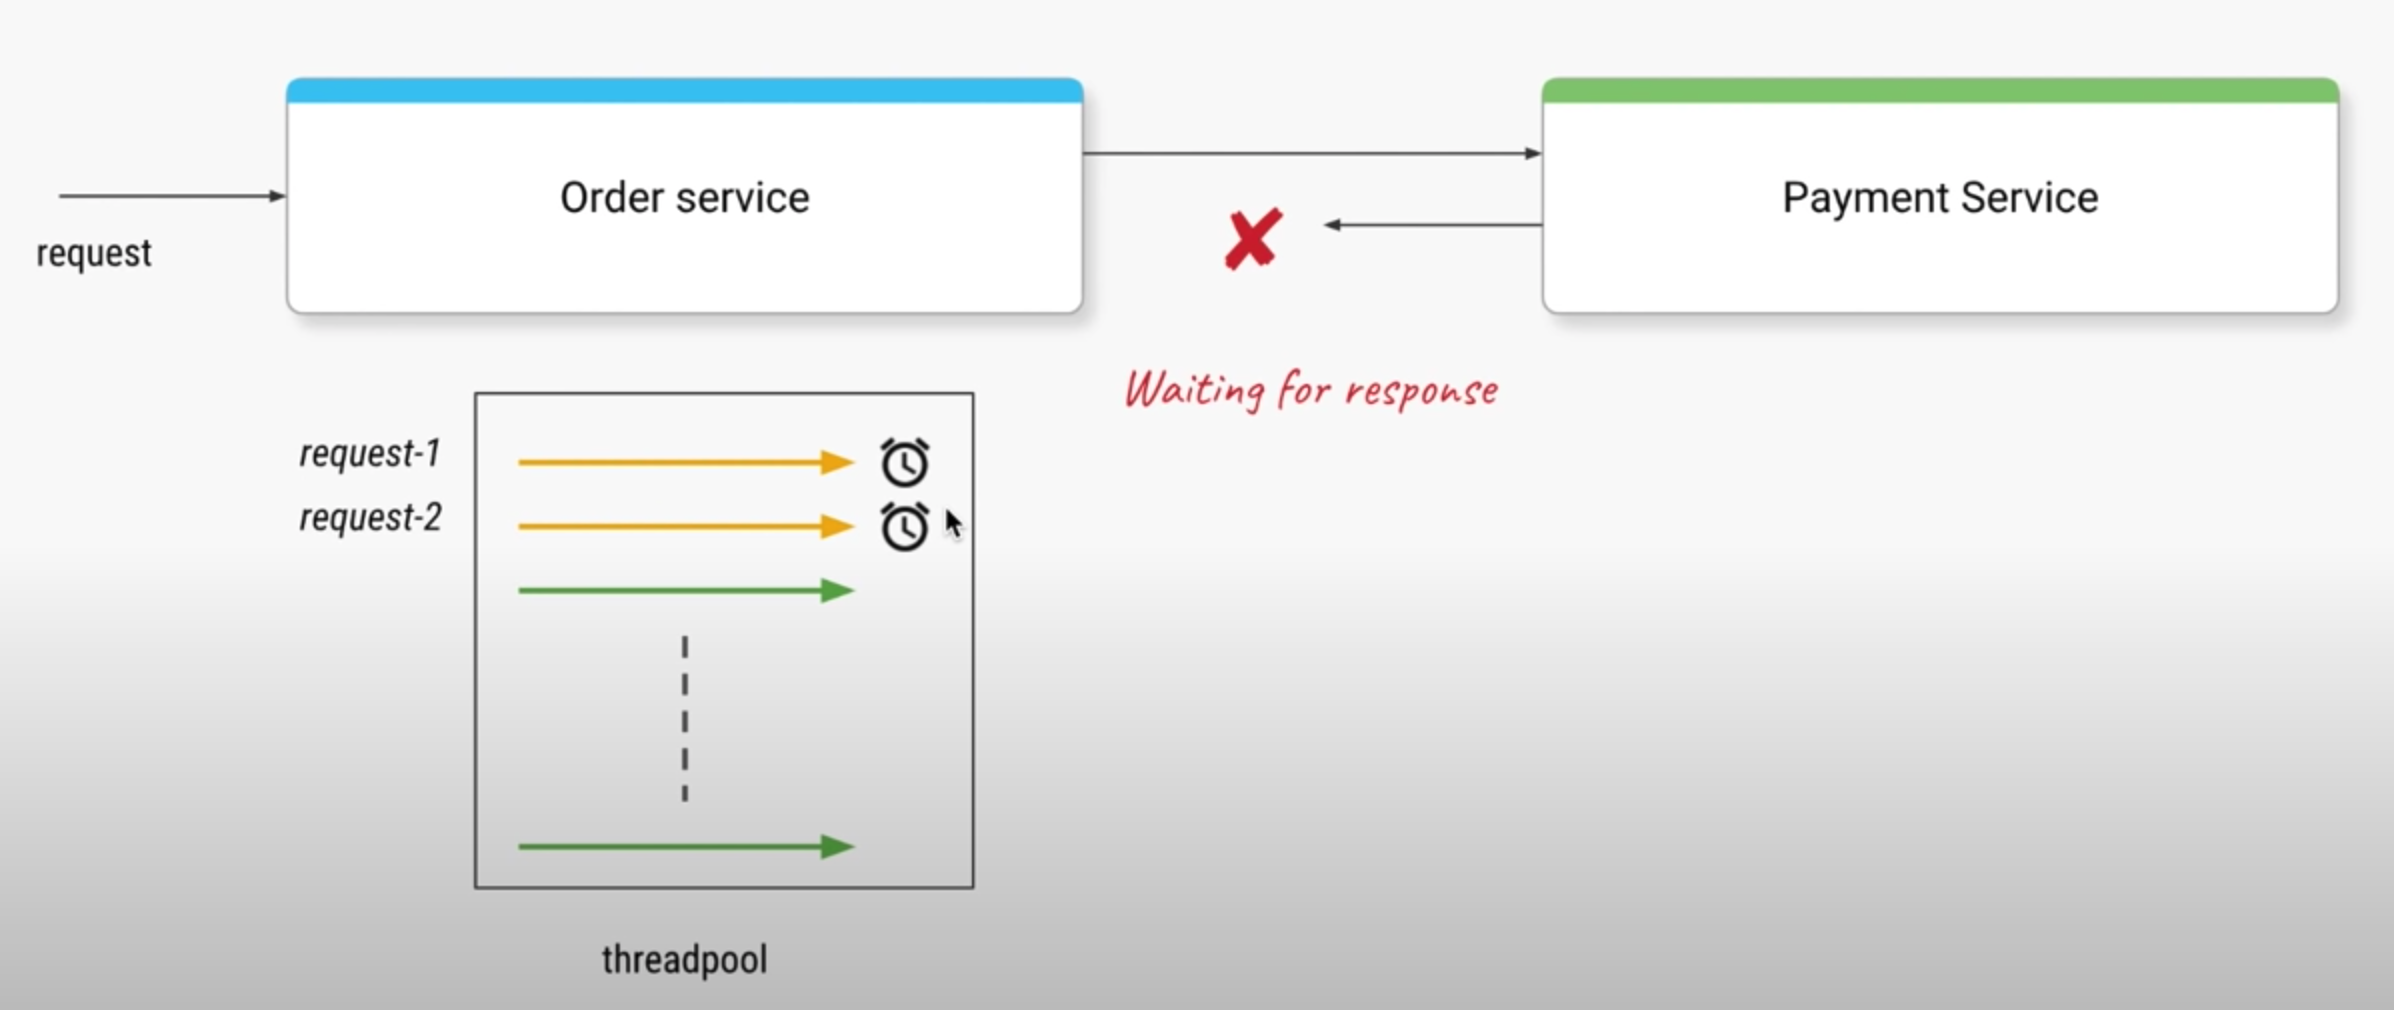 Order service
Payment Service
request
Waiting for response
request-1
request-2
threadpool